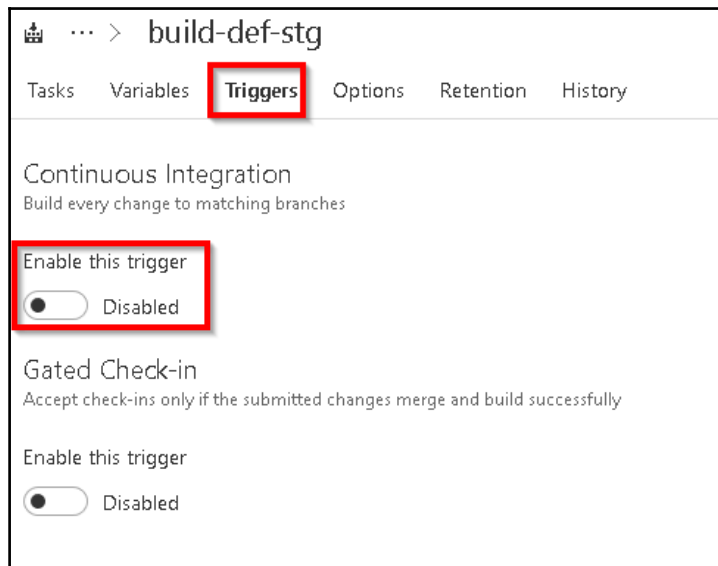 ··· > build-def-stg
Tasks Variables Triggers Options Retention History
Continuous Integration
Build every change to matching branches
Enable this trigger
Disabled
Gated Check-in
Accept check-ins only if the submitted changes merge and build successfully
Enable this trigger
Disabled